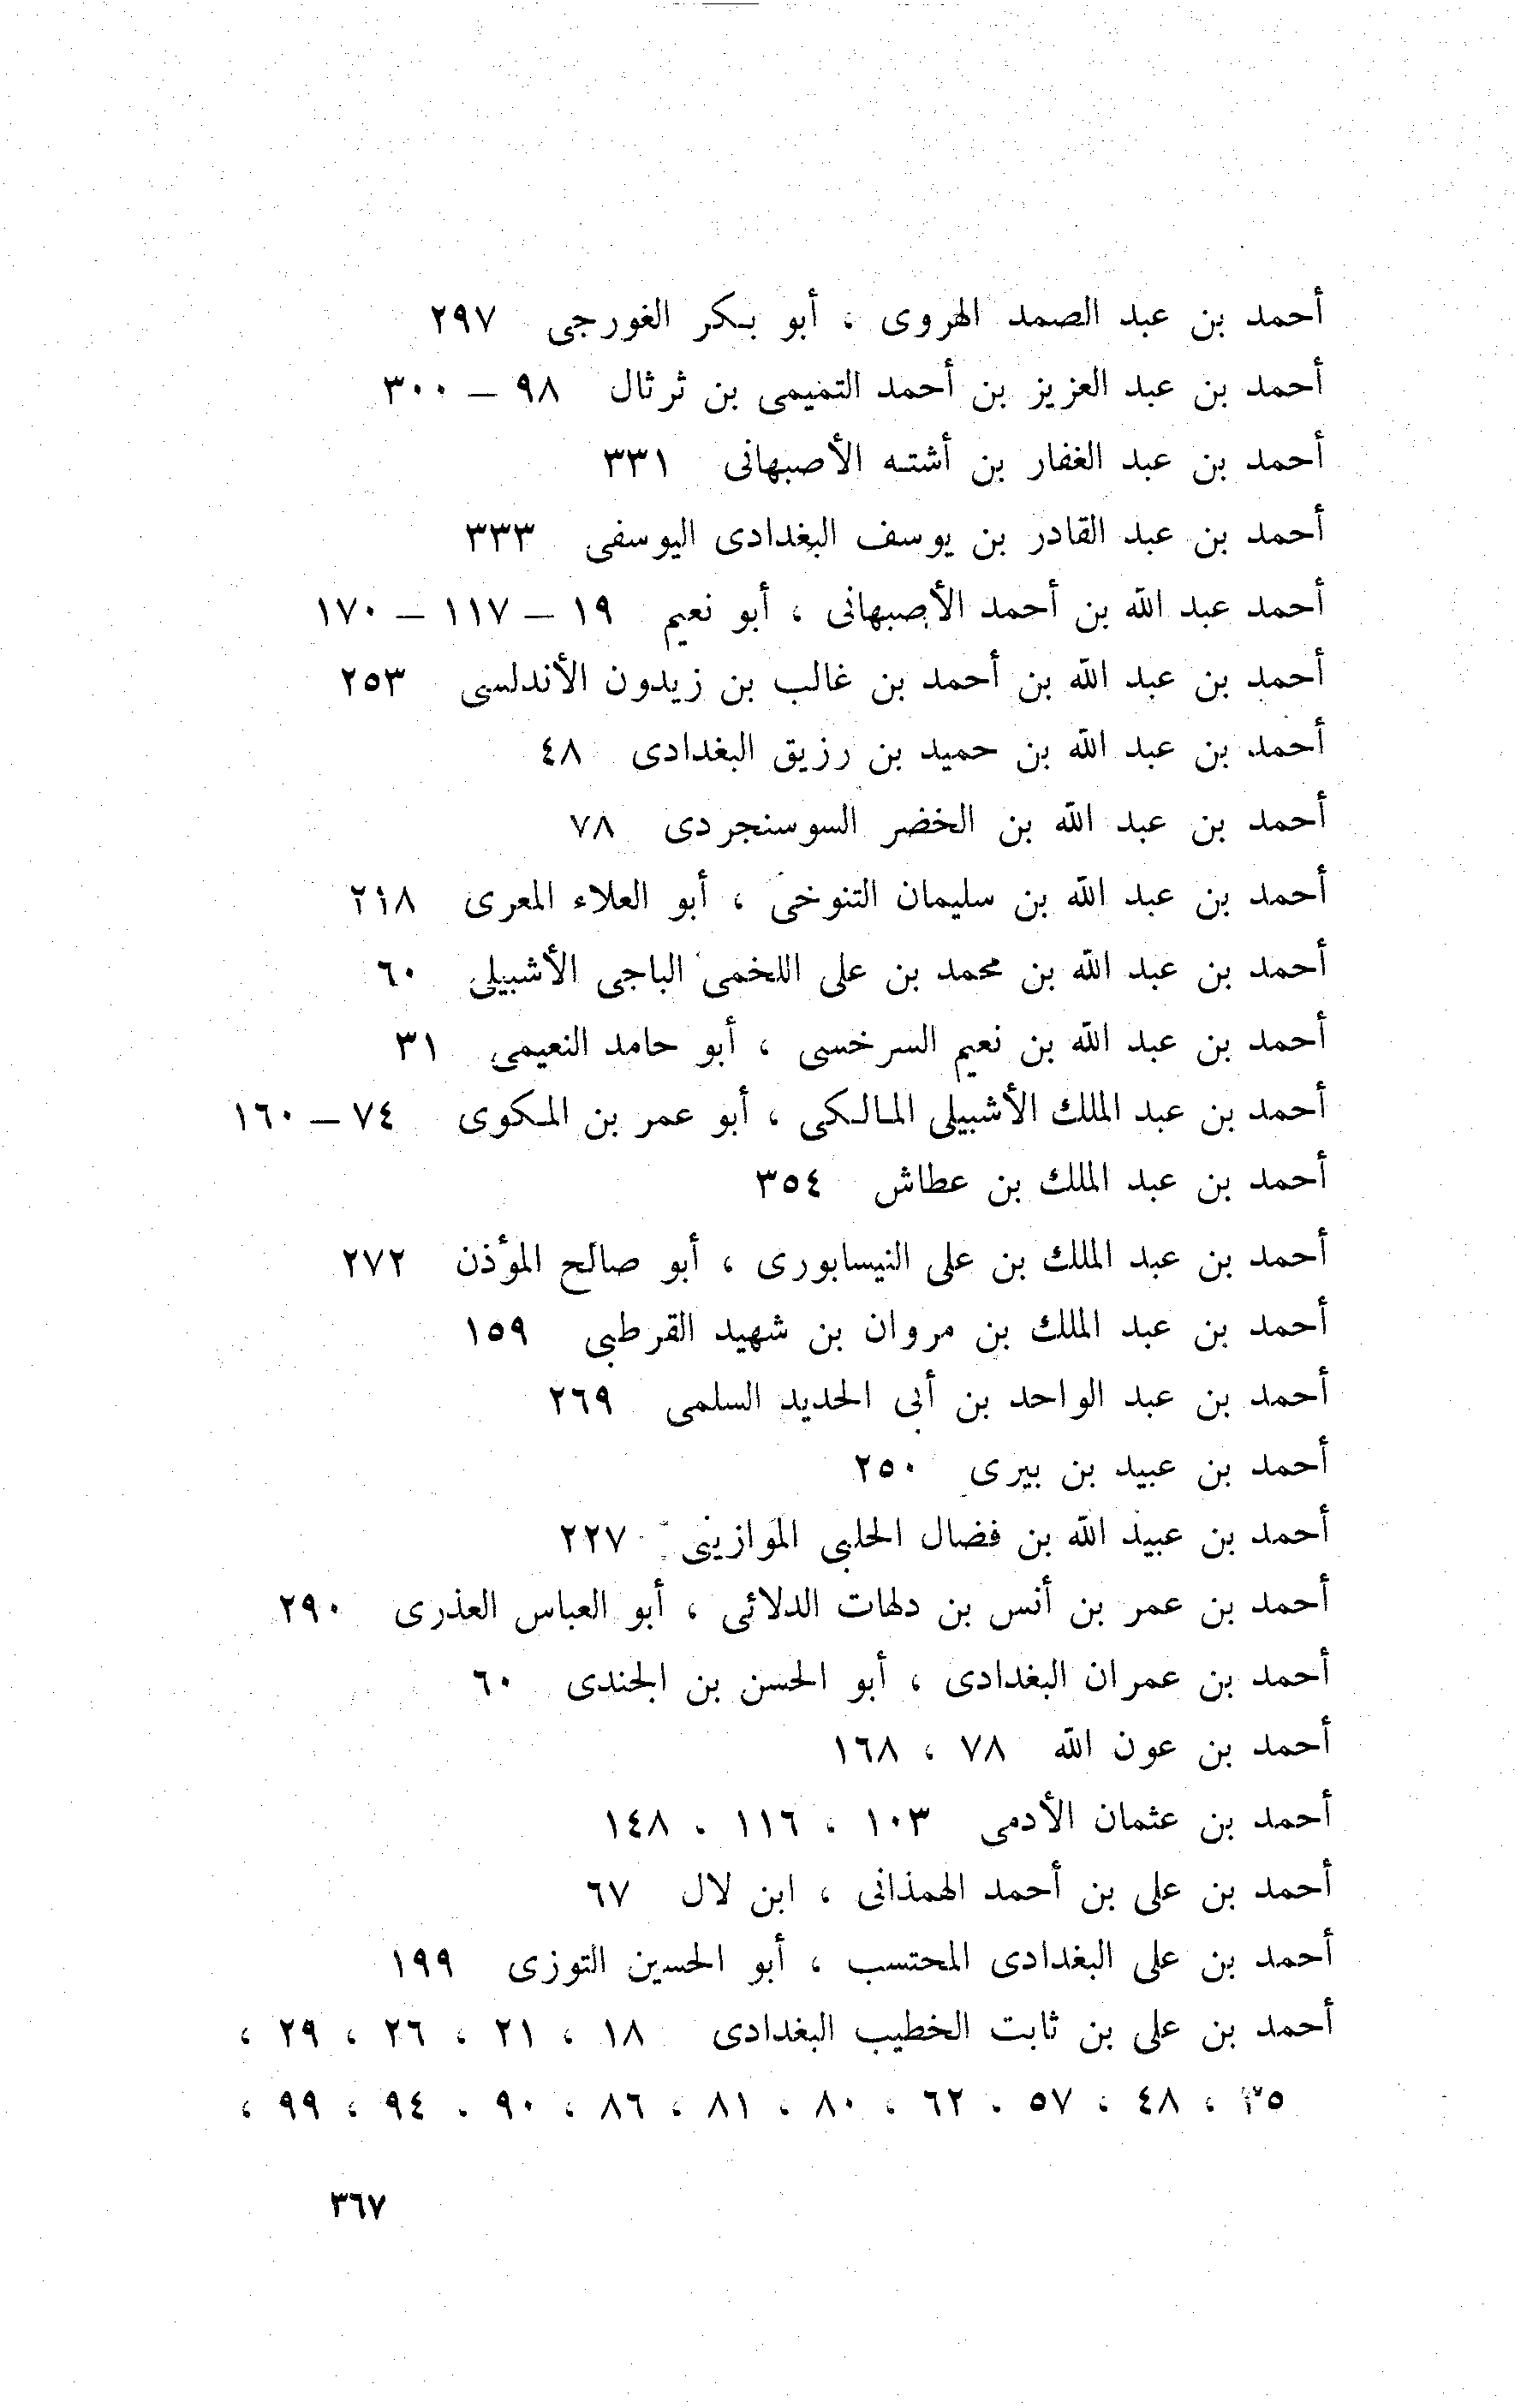 أحمد بن عبد الصمد الهروى ، أبو بكر الغورجى ٢٩٧
أحمد بن عبد العزيز بن أحمد التميمى بن ثرثال ٩٨ – ٣٠٠
أحمد بن عبد الغفار بن أشته الأصبهانى ٣٣١
أحمد بن عبد القادر بن يوسف البغدادى اليوسفى ٣٣٣
أحمد عبد الله بن أحمد الأصبهانى ، أبو نعيم ١٩ – ١١٧ – ١٧٠
أحمد بن عبد الله بن أحمد بن غالب بن زيدون الأندلسى ٢٥٣
أحمد بن عبد الله بن حميد بن رزيق البغدادى ٤٨
أحمد بن عبد الله بن الخضر السوسنجردى ٧٨
أحمد بن عبد الله بن سليمان التنوخى ، أبو العلاء المعرى ٢١٨
أحمد بن عبد الله بن محمد بن على اللخمى الباجى الأشبيلى ٦٠
أحمد بن عبد الله بن نعيم السرخسى ، أبو حامد النعيمى ٣١
أحمد بن عبد الملك الأشبيلى المالكى ، أبو عمر بن المكوى ٧٤ – ١٦٠
أحمد بن عبد الملك بن عطاش ٣٥٤
أحمد بن عبد الملك بن على النيسابورى ، أبو صالح المؤذن ٢٧٢
أحمد بن عبد الملك بن مروان بن شهيد القرطبى ١٥٩
أحمد بن عبد الواحد بن أبى الحديد السلمى ٢٦٩
أحمد بن عبيد بن بيرى ٢٥٠
أحمد بن عبيد الله بن فضال الحلبى الموازينى ٢٢٧
أحمد بن عمر بن أنس بن دلهات الدلائى ، أبو العباس العذرى ٢٩٠
أحمد بن عمران البغدادى ، أبو الحسن بن الجندى ٦٠
أحمد بن عون الله ٧٨ ، ١٦٨
أحمد بن عثمان الأدمى ١٠٣ ، ١١٦ ، ١٤٨
أحمد بن على بن أحمد الهمذانى ، ابن لال ٦٧
أحمد بن على البغدادى المحتسب ، أبو الحسين التوزى ١٩٩
أحمد بن على بن ثابت الخطيب البغدادى ١٨ ، ٢١ ، ٢٦ ، ٢٩ ،
٣٥ ، ٤٨ ، ٥٧ ، ٦٢ ، ٨٠ ، ٨١ ، ٨٦ ، ٩٠ ، ٩٤ ، ٩٩ ،
٣٦٧